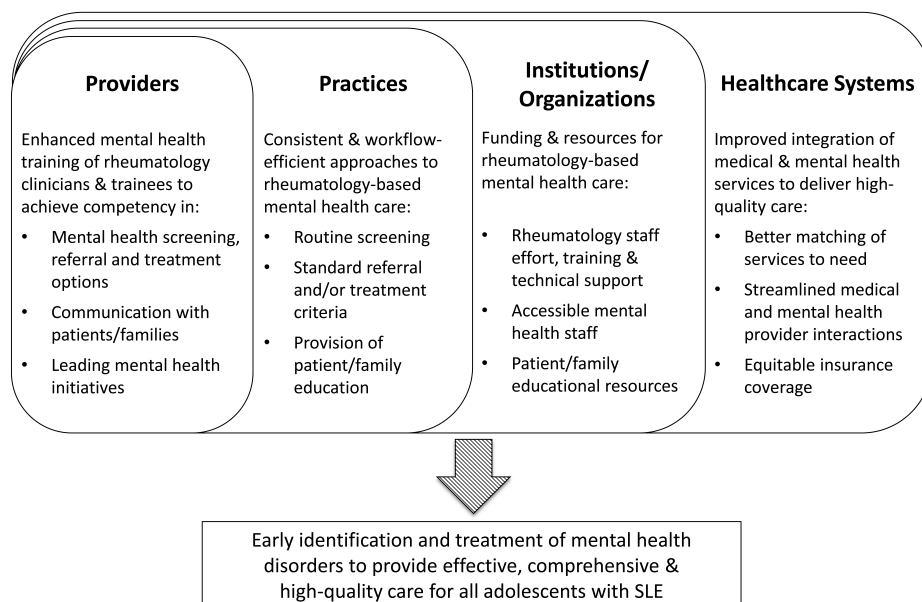 Providers
Enhanced mental health
training of rheumatology
clinicians & trainees to
achieve competency in:
• Mental health screening,
referral and treatment
options
• Communication with
patients/families
• Leading mental health
initiatives
Practices
Consistent & workflow-
efficient approaches to
rheumatology-based
mental health care:
• Routine screening
• Standard referral
and/or treatment
criteria
• Provision of
patient/family
education
Institutions/
Organizations
Funding & resources for
rheumatology-based
mental health care:
• Rheumatology staff
effort, training &
technical support
• Accessible mental
health staff
• Patient/family
educational resources
Healthcare Systems
Improved integration of
medical & mental health
services to deliver high-
quality care:
• Better matching of
services to need
• Streamlined medical
and mental health
provider interactions
• Equitable insurance
coverage
Early identification and treatment of mental health
disorders to provide effective, comprehensive &
high-quality care for all adolescents with SLE